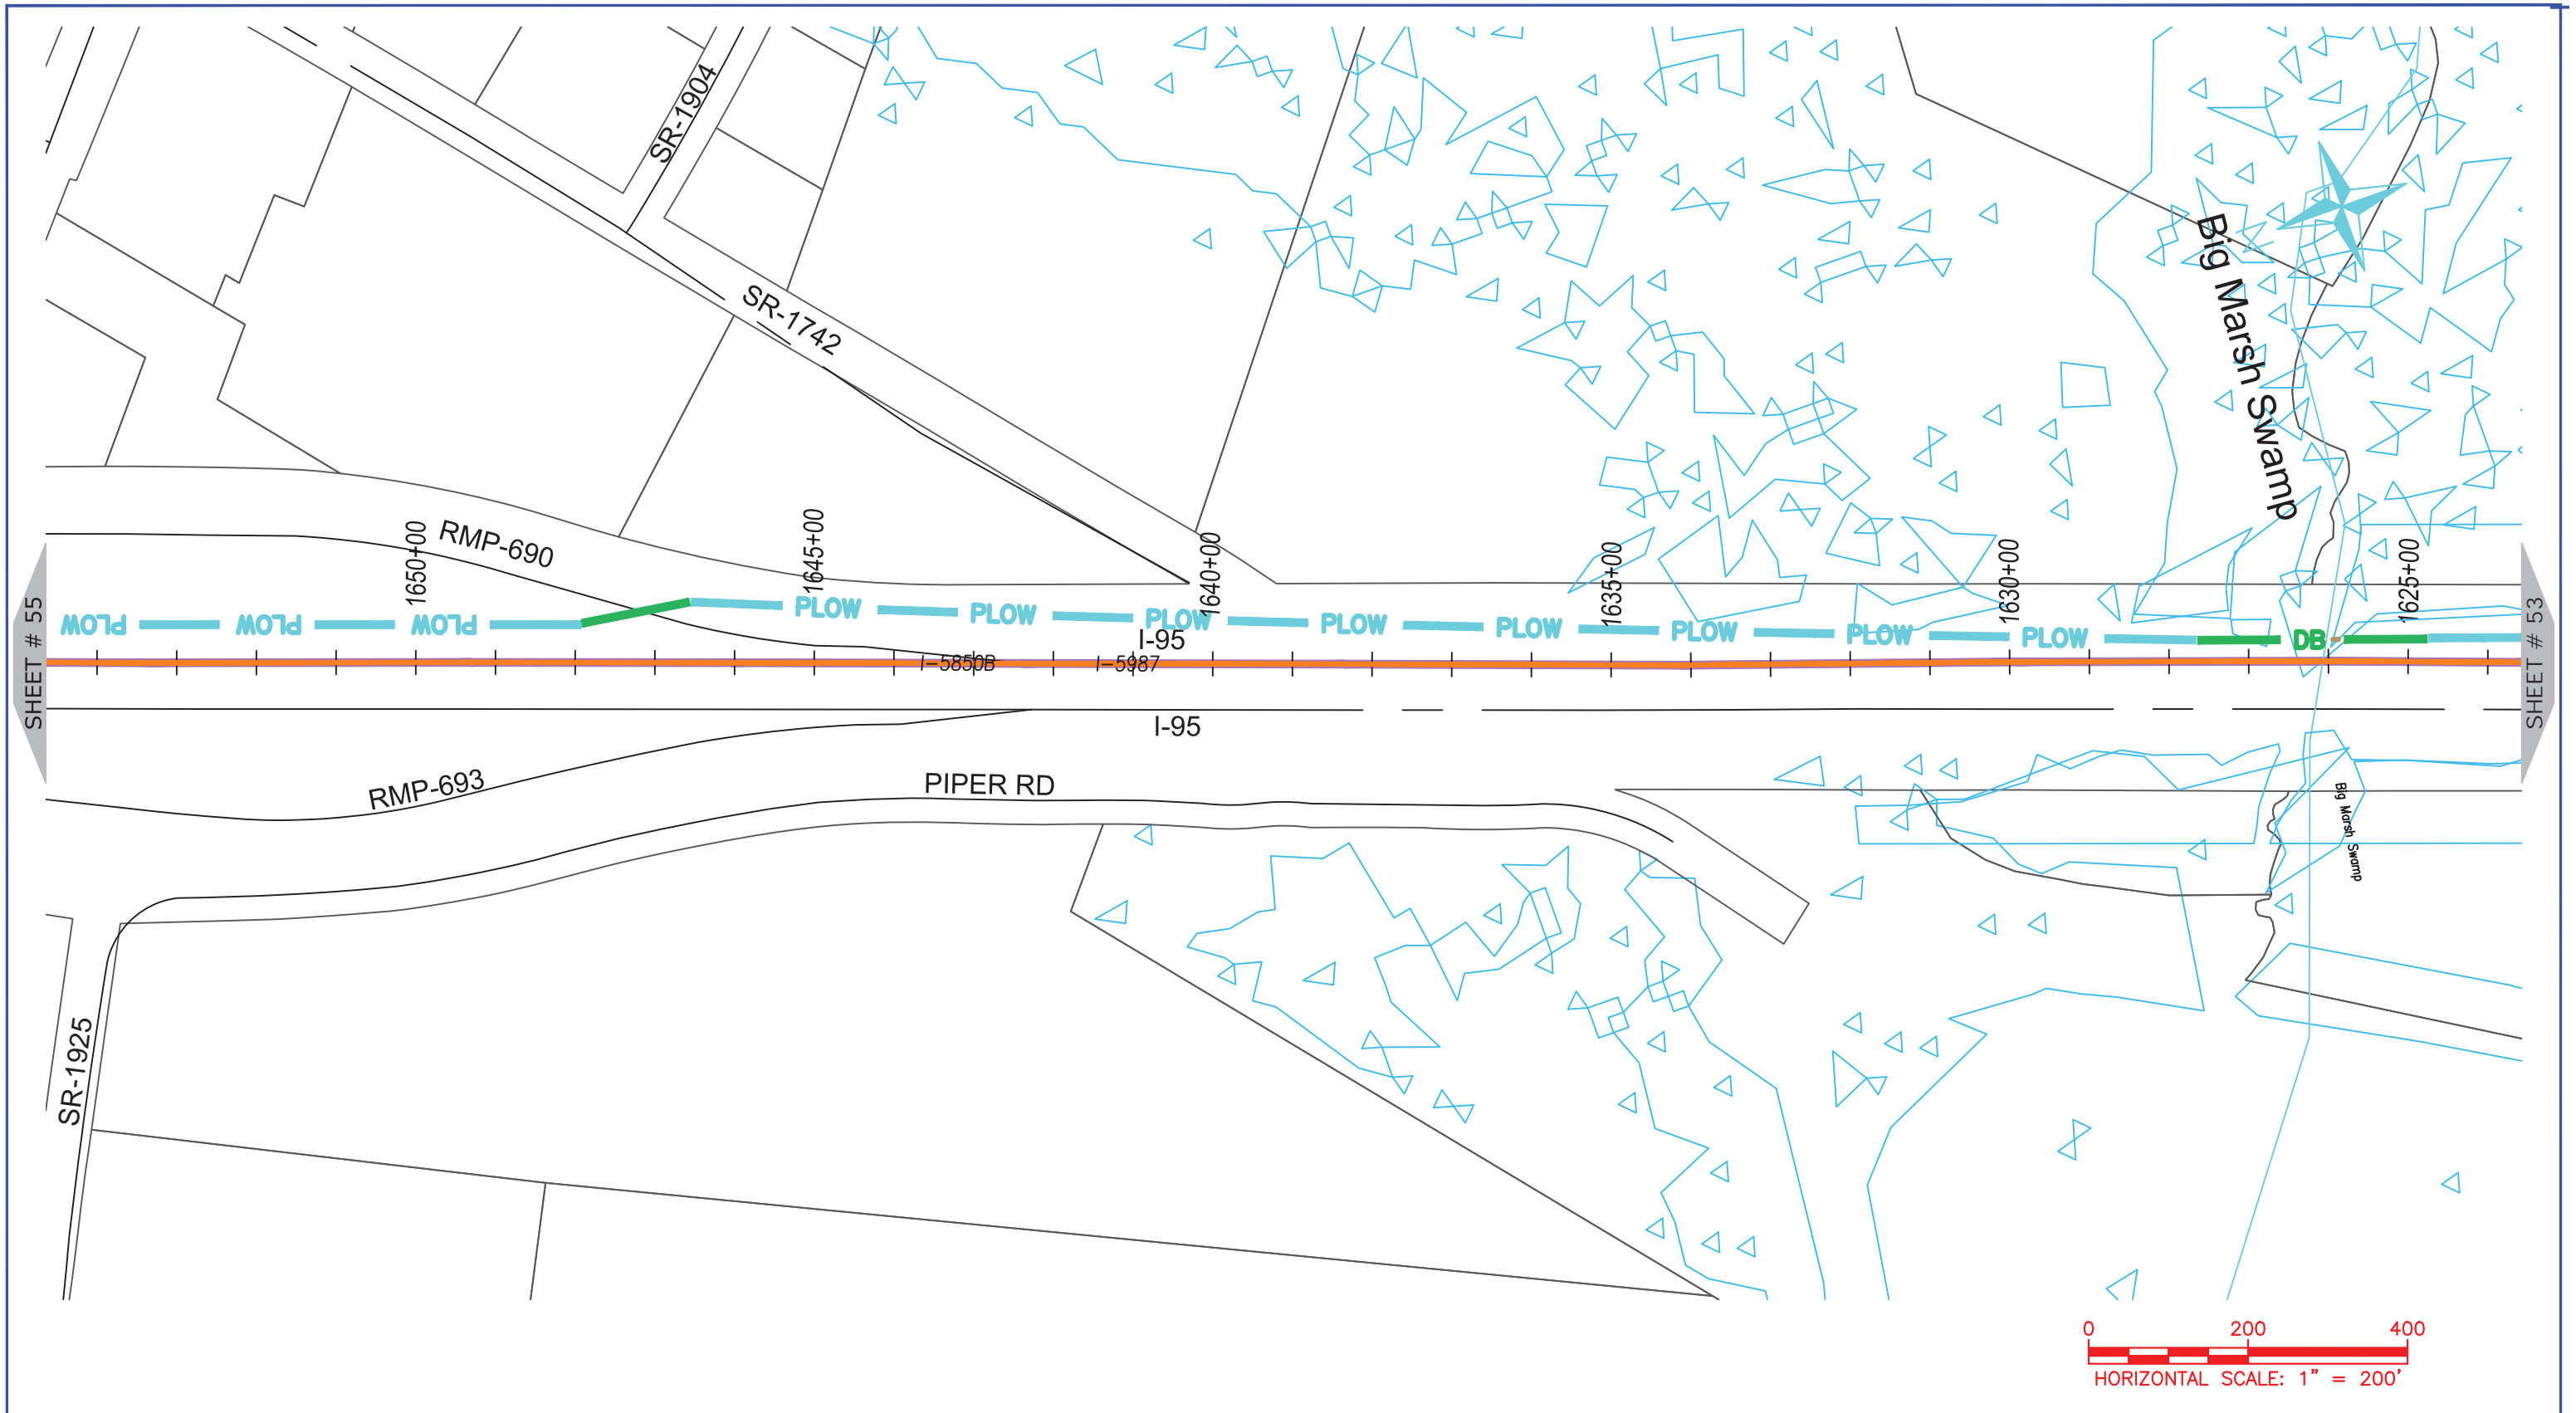 SR-1904
SR-1742
Big Marsh Swamp
RMP-690
1650+00
1645+00
1640+00
1635+00
1630+00
1625+00
PLOW
PLOW
PLOW
PLOW
PLOW
PLOW
PLOW
PLOW
PLOW
PLOW
PLOW
DB
I-95
I-5850B
I-5987
SHEET # 55
SHEET # 53
I-95
RMP-693
PIPER RD
Big Marsh Swamp
SR-1925
0 200 400
HORIZONTAL SCALE: 1" = 200'